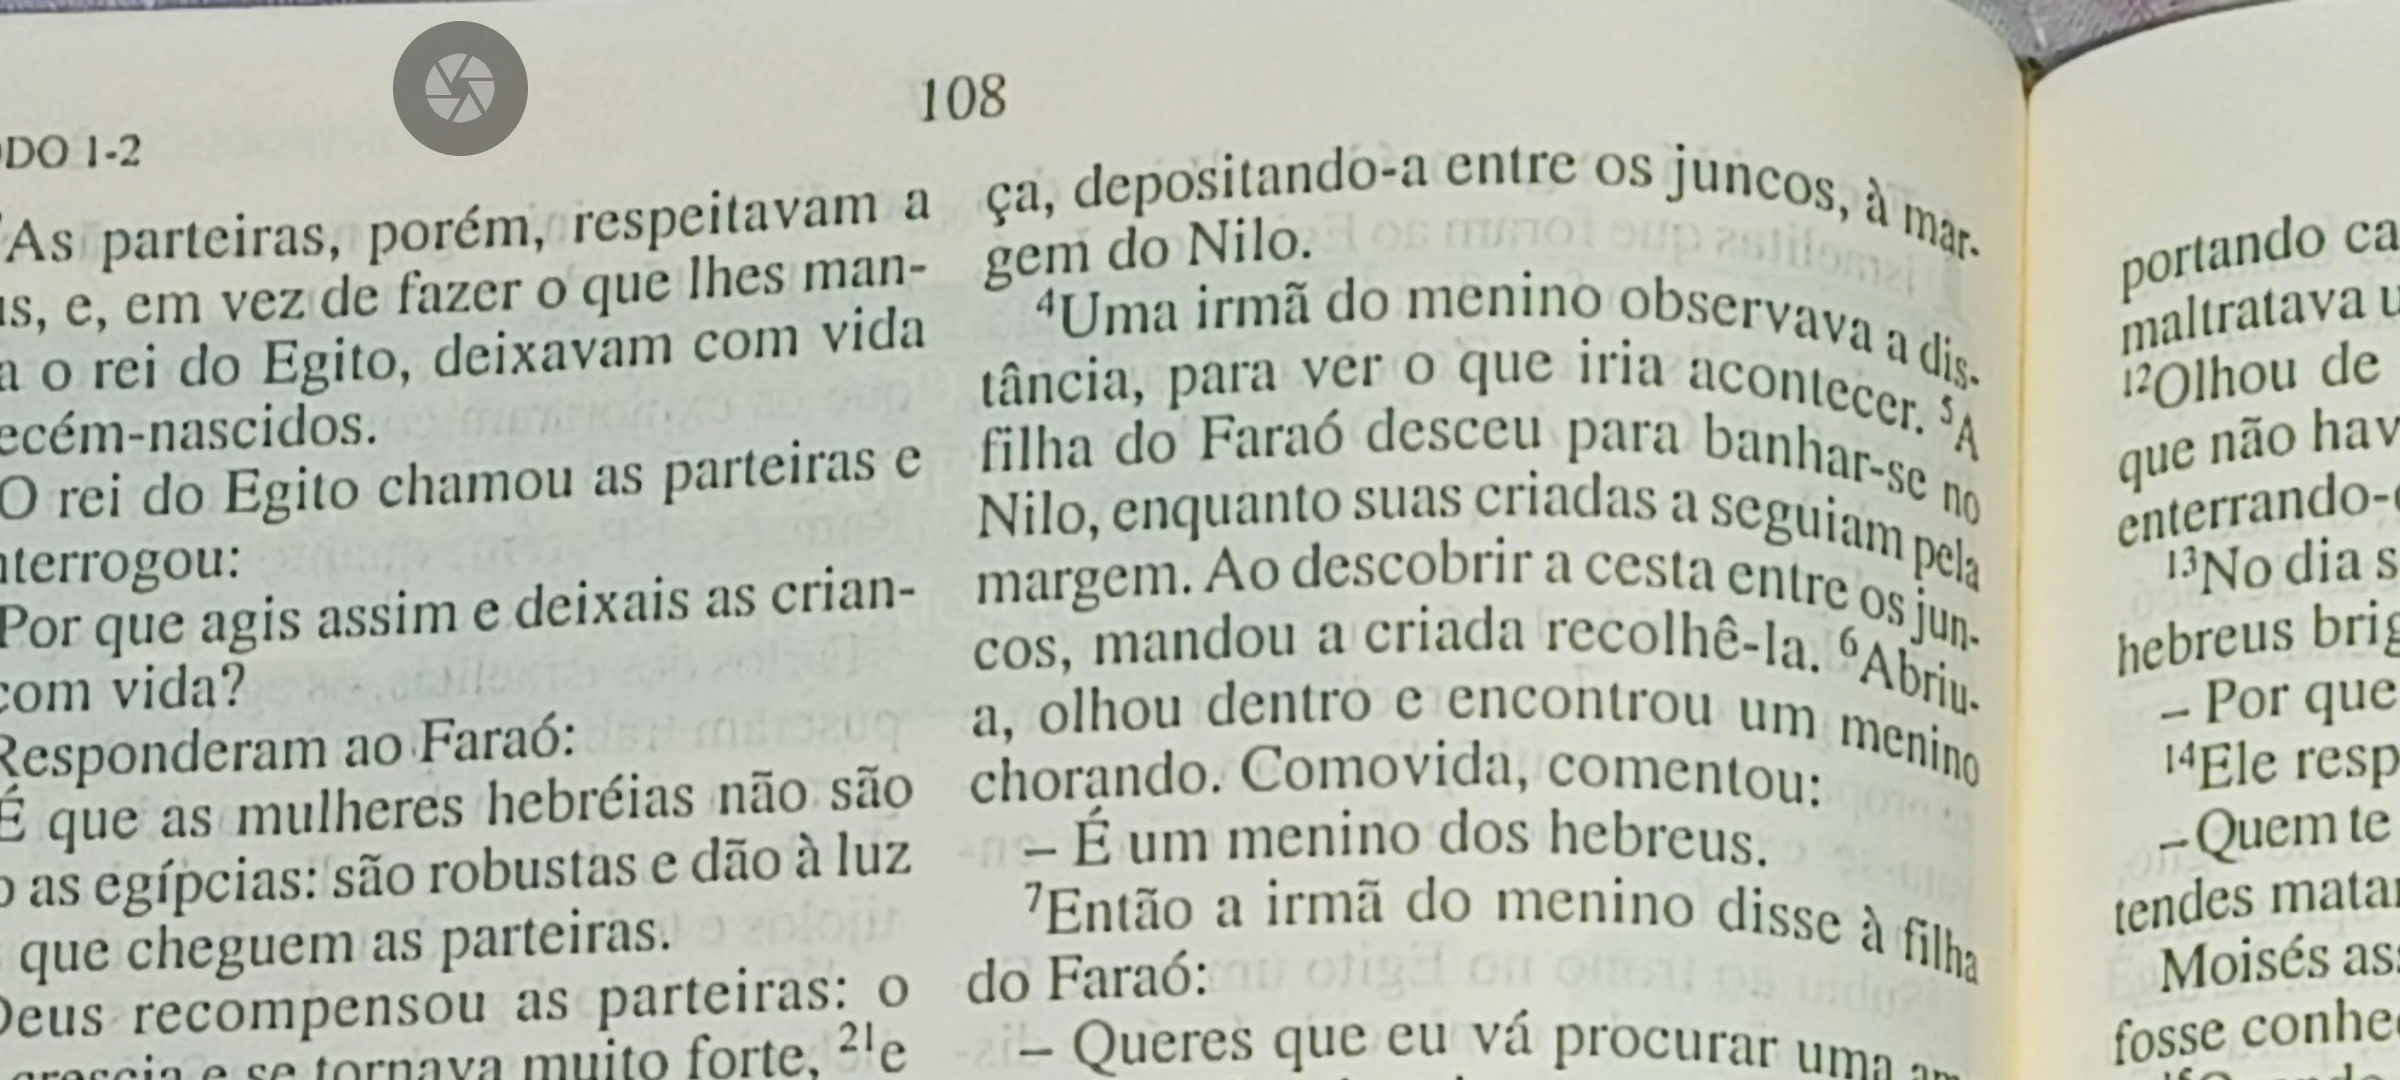 108
DO 1-2
As parteiras, porém, respeitavam a
s, e, em vez de fazer o que lhes man-
a o rei do Egito, deixavam com vida
ecém-nascidos.
O rei do Egito chamou as parteiras e
nterrogou:
Por que agis assim e deixais as crian-
com vida?
Responderam ao Faraó:
É que as mulheres hebréias não são
o as egípcias: são robustas e dão à luz
que cheguem as parteiras.
Deus recompensou as parteiras: o
crescia e se tornava muito forte, ²¹e
ça, depositando-a entre os juncos, à mar-
gem do Nilo.
⁴Uma irmã do menino observava a dis-
tância, para ver o que iria acontecer. ⁵A
filha do Faraó desceu para banhar-se no
Nilo, enquanto suas criadas a seguiam pela
margem. Ao descobrir a cesta entre os jun-
cos, mandou a criada recolhê-la. ⁶Abriu-
a, olhou dentro e encontrou um menino
chorando. Comovida, comentou:
– É um menino dos hebreus.
⁷Então a irmã do menino disse à filha
do Faraó:
– Queres que eu vá procurar uma am
portando ca
maltratava u
¹²Olhou de
que não hav
enterrando-
¹³No dia s
hebreus brig
– Por que
¹⁴Ele resp
– Quem te
tendes matar
Moisés ass
fosse conhe